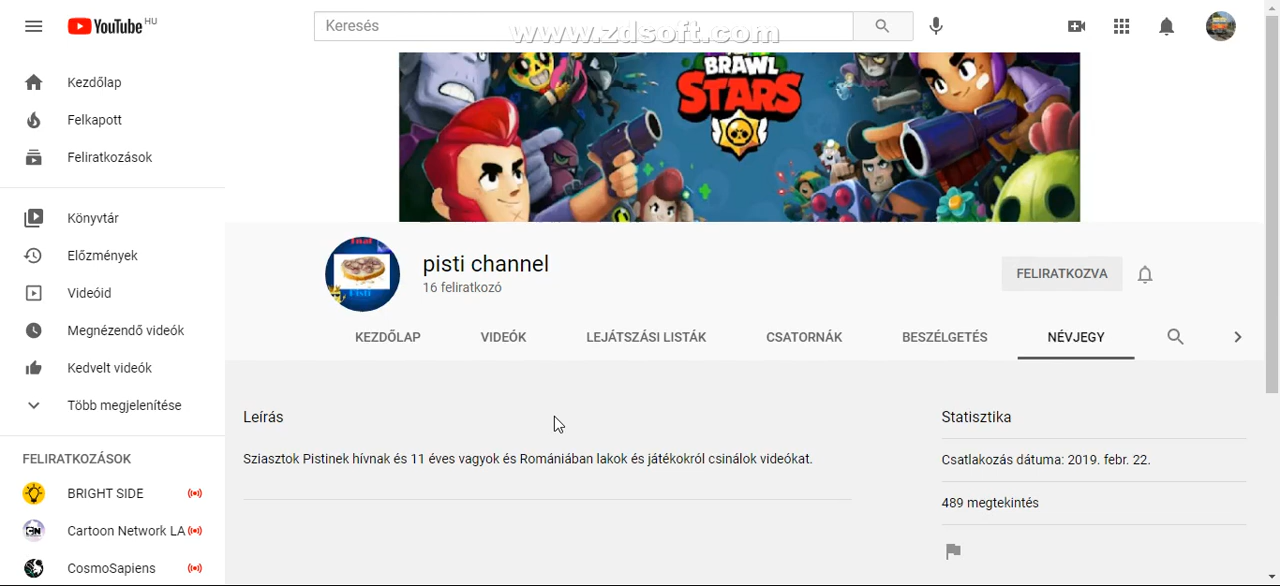 YouTube HU
Keresés
www.zdsoft.com
Kezdőlap
Felkapott
Feliratkozások
Könyvtár
Előzmények
Videóid
Megnézendő videók
Kedvelt videók
Több megjelenítése
FELIRATKOZÁSOK
BRIGHT SIDE
CN Cartoon Network LA
CosmoSapiens
BRAWL
STARS
Pisti
pisti channel
16 feliratkozó
FELIRATKOZVA
KEZDŐLAP VIDEÓK LEJÁTSZÁSI LISTÁK CSATORNÁK BESZÉLGETÉS NÉVJEGY
Leírás
Sziasztok Pistinek hívnak és 11 éves vagyok és Romániában lakok és játékokról csinálok videókat.
Statisztika
Csatlakozás dátuma: 2019. febr. 22.
489 megtekintés